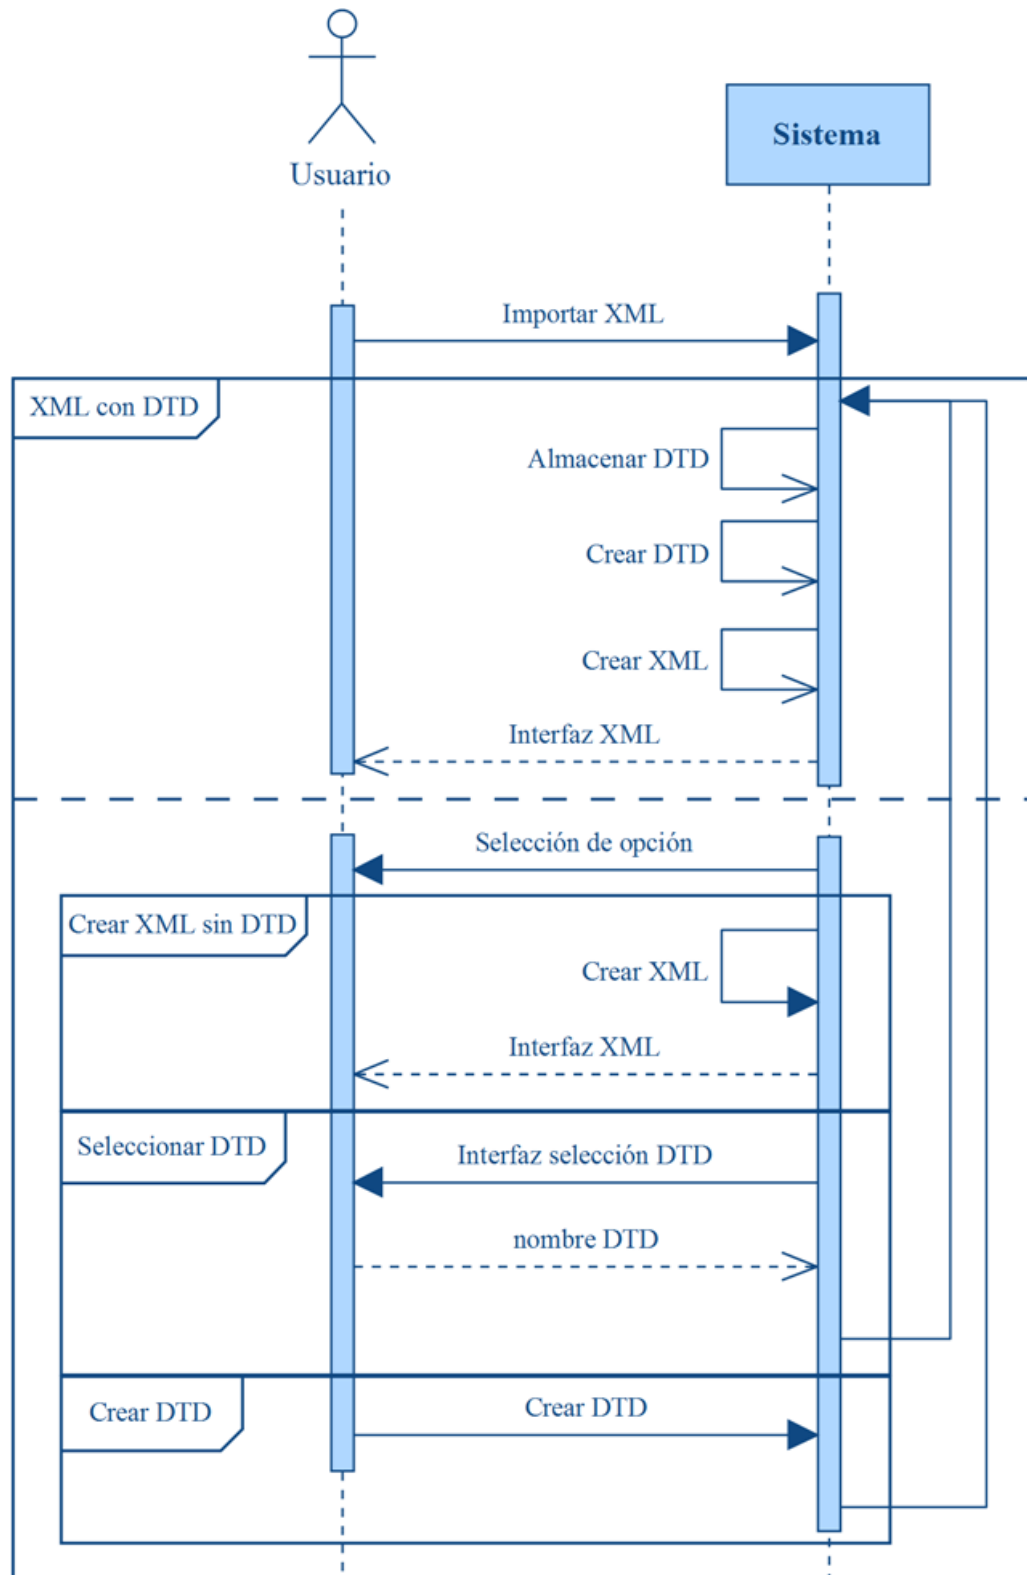 Usuario
Sistema
Importar XML
XML con DTD
Almacenar DTD
Crear DTD
Crear XML
Interfaz XML
Selección de opción
Crear XML sin DTD
Crear XML
Interfaz XML
Seleccionar DTD
Interfaz selección DTD
nombre DTD
Crear DTD
Crear DTD